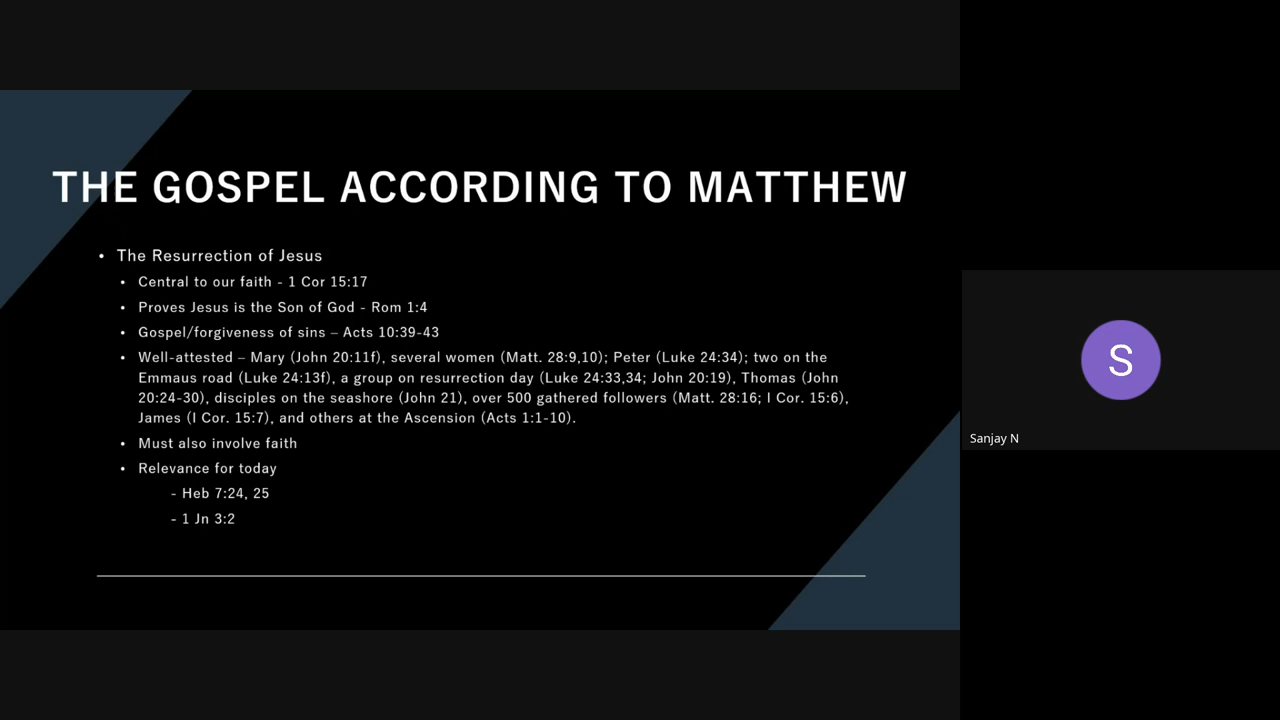 THE GOSPEL ACCORDING TO MATTHEW
• The Resurrection of Jesus
• Central to our faith - 1 Cor 15:17
• Proves Jesus is the Son of God - Rom 1:4
• Gospel/forgiveness of sins – Acts 10:39-43
• Well-attested – Mary (John 20:11f), several women (Matt. 28:9,10); Peter (Luke 24:34); two on the
Emmaus road (Luke 24:13f), a group on resurrection day (Luke 24:33,34; John 20:19), Thomas (John
20:24-30), disciples on the seashore (John 21), over 500 gathered followers (Matt. 28:16; I Cor. 15:6),
James (I Cor. 15:7), and others at the Ascension (Acts 1:1-10).
• Must also involve faith
• Relevance for today
- Heb 7:24, 25
- 1 Jn 3:2
S
Sanjay N